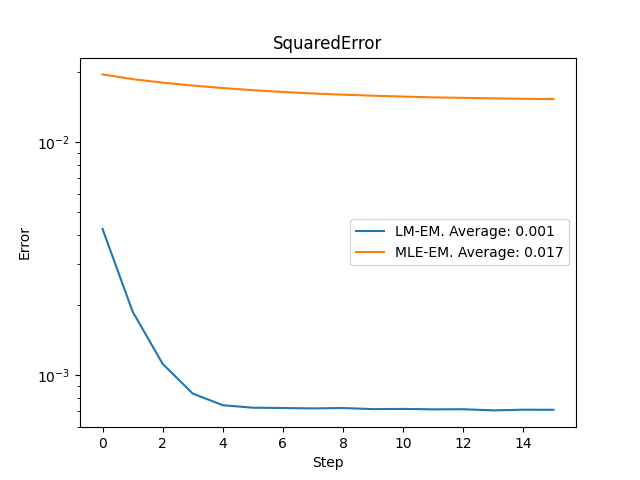 SquaredError
Error
10⁻²
10⁻³
LM-EM. Average: 0.001
MLE-EM. Average: 0.017
0 2 4 6 8 10 12 14
Step